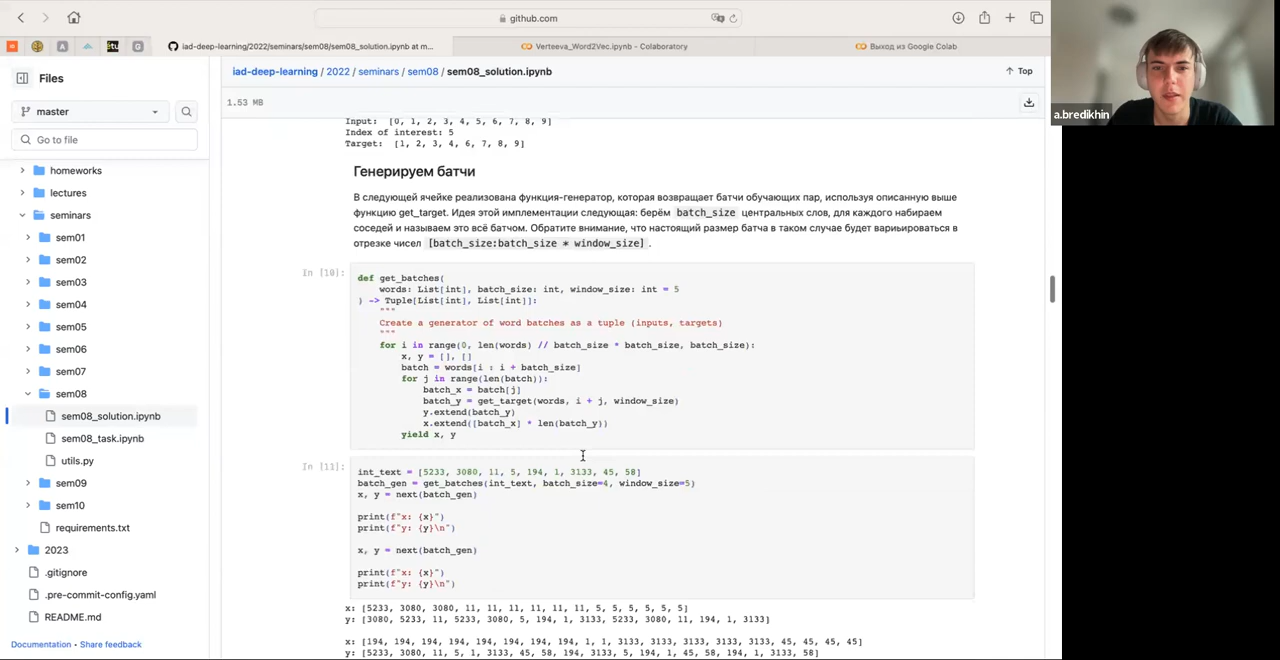 github.com
iad-deep-learning/2022/seminars/sem08/sem08_solution.ipynb at m...
Verteeva_Word2Vec.ipynb - Colaboratory
Выход из Google Colab
a.bredikhin
Files
iad-deep-learning / 2022 / seminars / sem08 / sem08_solution.ipynb
Top
master
1.53 MB
Go to file
homeworks
lectures
seminars
sem01
sem02
sem03
sem04
sem05
sem06
sem07
sem08
sem08_solution.ipynb
sem08_task.ipynb
utils.py
sem09
sem10
requirements.txt
2023
.gitignore
.pre-commit-config.yaml
README.md
Documentation • Share feedback
Input: [0, 1, 2, 3, 4, 5, 6, 7, 8, 9]
Index of interest: 5
Target: [1, 2, 3, 4, 6, 7, 8, 9]
Генерируем батчи
В следующей ячейке реализована функция-генератор, которая возвращает батчи обучающих пар, используя описанную выше
функцию get_target. Идея этой имплементации следующая: берём batch_size центральных слов, для каждого набираем
соседей и называем это всё батчом. Обратите внимание, что настоящий размер батча в таком случае будет вариьироваться в
отрезке чисел [batch_size:batch_size * window_size] .
In [10]:
def get_batches(
words: List[int], batch_size: int, window_size: int = 5
) -> Tuple[List[int], List[int]]:
"""
Create a generator of word batches as a tuple (inputs, targets)
"""
for i in range(0, len(words) // batch_size * batch_size, batch_size):
x, y = [], []
batch = words[i : i + batch_size]
for j in range(len(batch)):
batch_x = batch[j]
batch_y = get_target(words, i + j, window_size)
y.extend(batch_y)
x.extend([batch_x] * len(batch_y))
yield x, y
In [11]:
int_text = [5233, 3080, 11, 5, 194, 1, 3133, 45, 58]
batch_gen = get_batches(int_text, batch_size=4, window_size=5)
x, y = next(batch_gen)
print(f"x: {x}")
print(f"y: {y}\n")
x, y = next(batch_gen)
print(f"x: {x}")
print(f"y: {y}\n")
x: [5233, 3080, 3080, 11, 11, 11, 11, 11, 11, 5, 5, 5, 5, 5, 5]
y: [3080, 5233, 11, 5233, 3080, 5, 194, 1, 3133, 5233, 3080, 11, 194, 1, 3133]
x: [194, 194, 194, 194, 194, 194, 194, 194, 1, 1, 3133, 3133, 3133, 3133, 3133, 45, 45, 45, 45]
y: [5233, 3080, 11, 5, 1, 3133, 45, 58, 194, 3133, 5, 194, 1, 45, 58, 194, 1, 3133, 58]